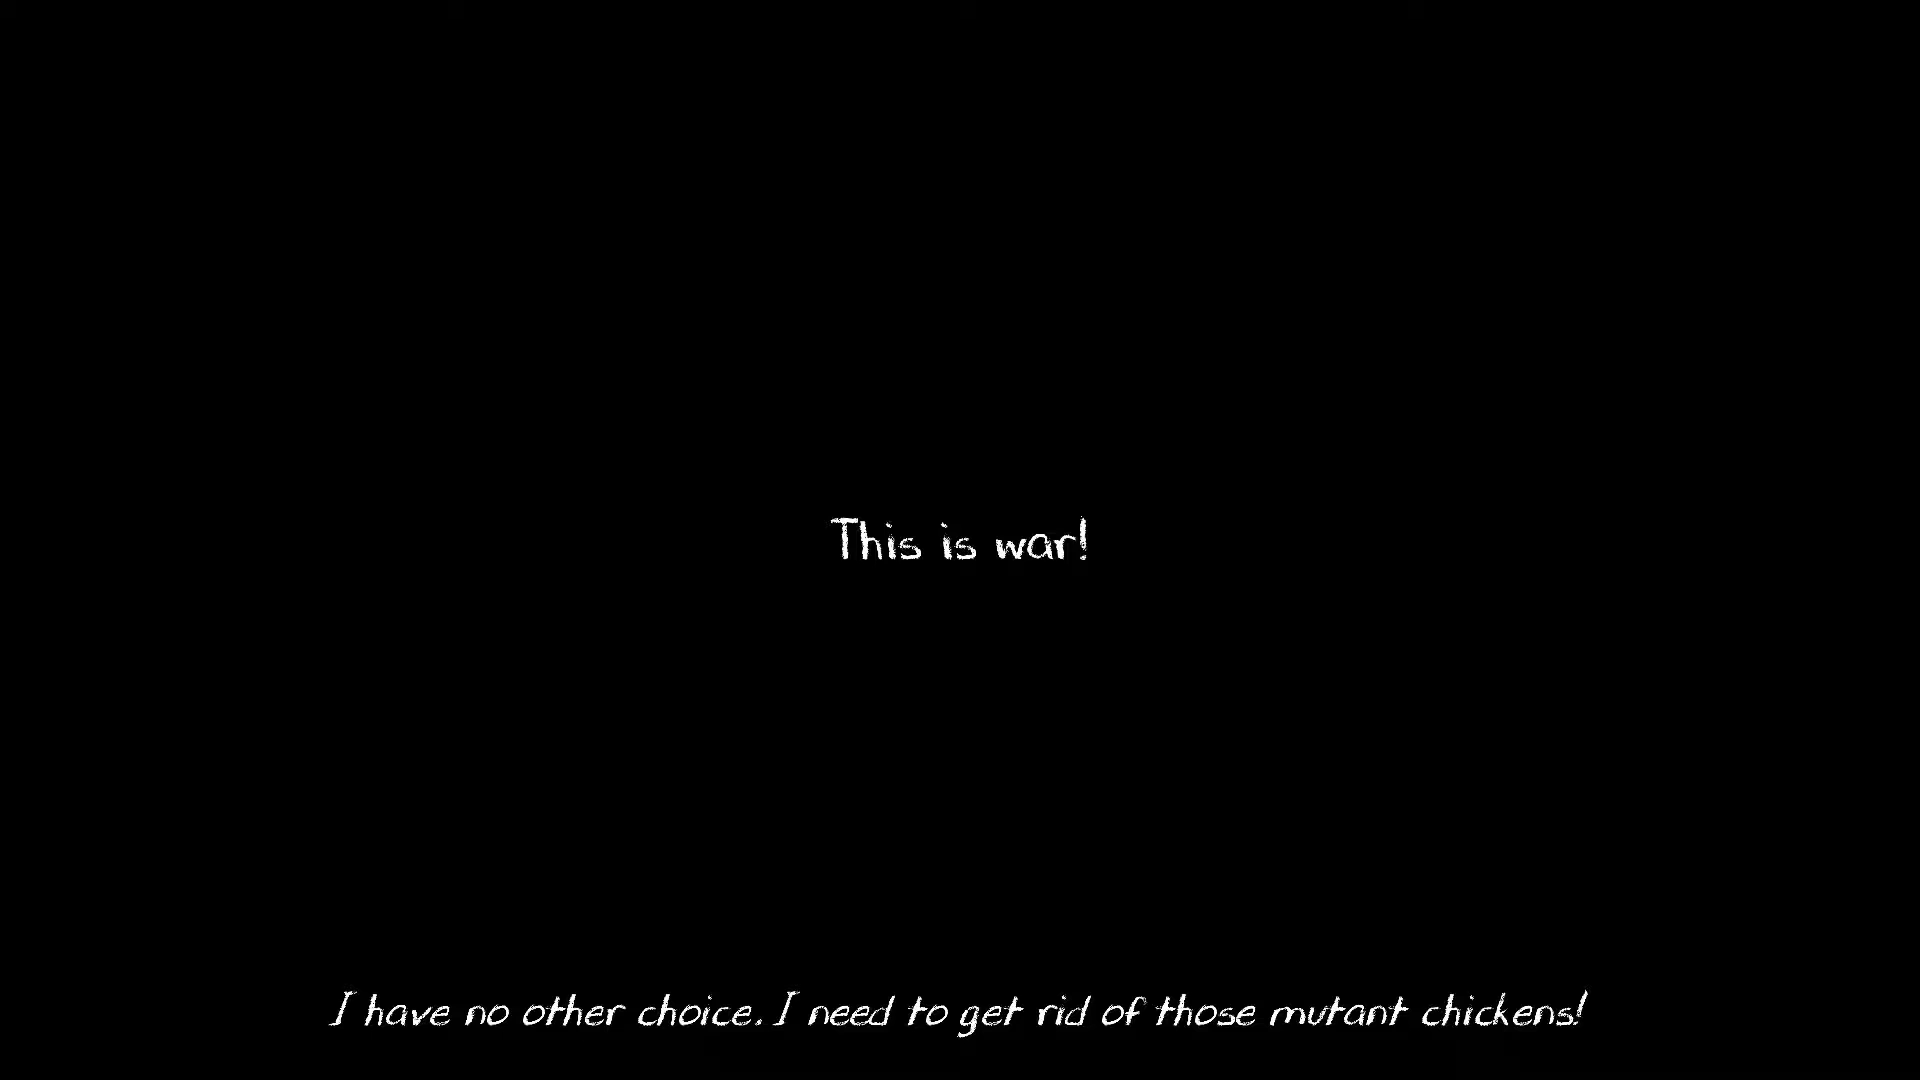 This is war!
I have no other choice. I need to get rid of those mutant chickens!